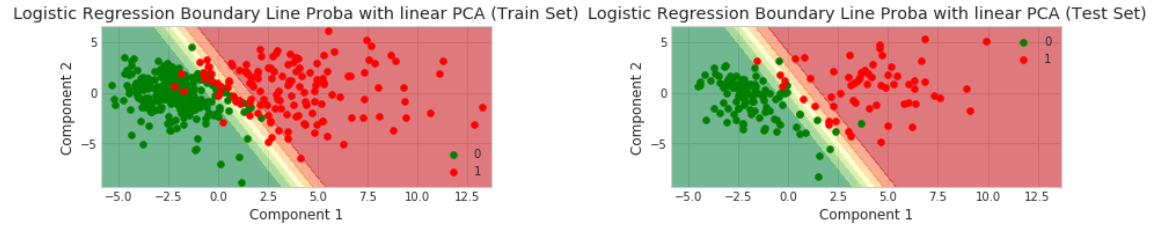 Logistic Regression Boundary Line Proba with linear PCA (Train Set)
5
0
−5
Component 2
0
1
−5.0 −2.5 0.0 2.5 5.0 7.5 10.0 12.5
Component 1
Logistic Regression Boundary Line Proba with linear PCA (Test Set)
5
0
−5
Component 2
0
1
−5.0 −2.5 0.0 2.5 5.0 7.5 10.0 12.5
Component 1